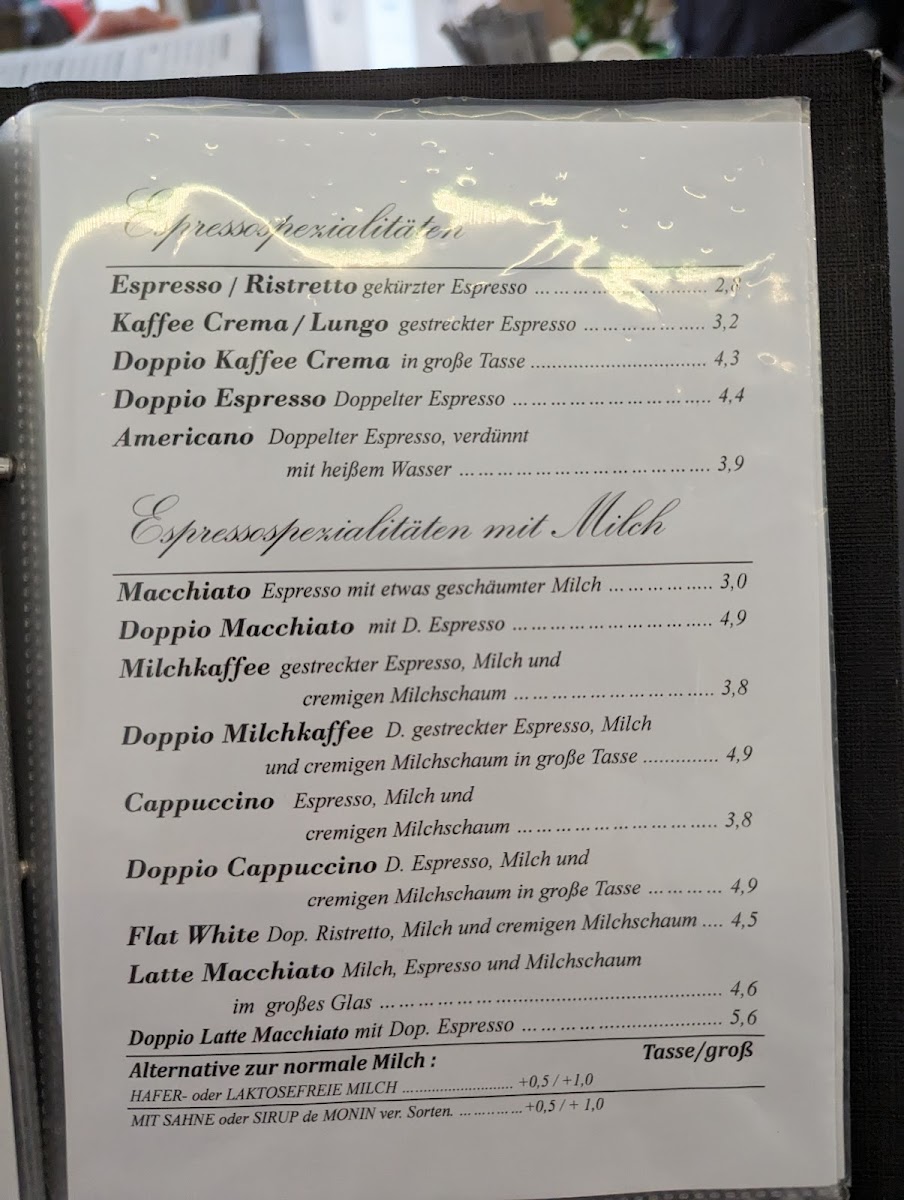 Espressospezialitäten
Espresso / Ristretto gekürzter Espresso ... ... ... ... ... ... ... 2,8
Kaffee Crema / Lungo gestreckter Espresso ... ... ... ... ... ... 3,2
Doppio Kaffee Crema in große Tasse .................................. 4,3
Doppio Espresso Doppelter Espresso ... ... ... ... ... ... ... ... 4,4
Americano Doppelter Espresso, verdünnt
mit heißem Wasser ... ... ... ... ... ... ... ... ... ... 3,9
Espressospezialitäten mit Milch
Macchiato Espresso mit etwas geschäumter Milch ... ... ... ... 3,0
Doppio Macchiato mit D. Espresso ... ... ... ... ... ... ... ... 4,9
Milchkaffee gestreckter Espresso, Milch und
cremigen Milchschaum ... ... ... ... ... ... ... ... 3,8
Doppio Milchkaffee D. gestreckter Espresso, Milch
und cremigen Milchschaum in große Tasse .............. 4,9
Cappuccino Espresso, Milch und
cremigen Milchschaum ... ... ... ... ... ... ... ... 3,8
Doppio Cappuccino D. Espresso, Milch und
cremigen Milchschaum in große Tasse ... ... ... ... 4,9
Flat White Dop. Ristretto, Milch und cremigen Milchschaum .... 4,5
Latte Macchiato Milch, Espresso und Milchschaum
im großes Glas ... ... ... ................................................ 4,6
Doppio Latte Macchiato mit Dop. Espresso ... ... ... ........................ 5,6
Alternative zur normale Milch : Tasse/groß
HAFER- oder LAKTOSEFREIE MILCH ............................ +0,5 / +1,0
MIT SAHNE oder SIRUP de MONIN ver. Sorten. ... ... ... ... ... +0,5 / + 1,0